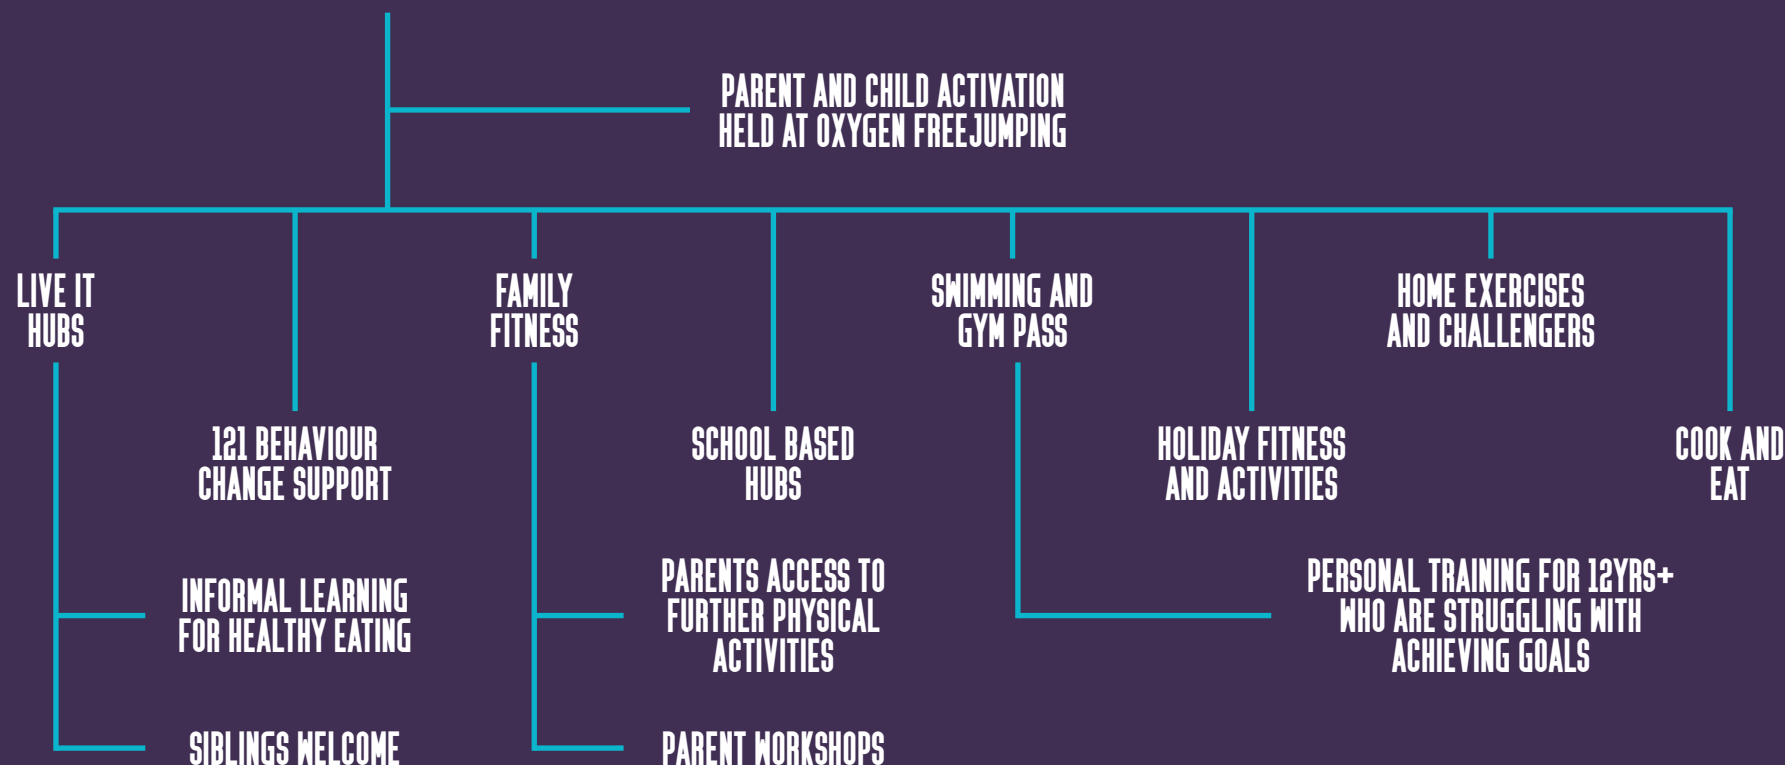 PARENT AND CHILD ACTIVATION
HELD AT OXYGEN FREEJUMPING
LIVE IT
HUBS
FAMILY
FITNESS
SWIMMING AND
GYM PASS
HOME EXERCISES
AND CHALLENGERS
121 BEHAVIOUR
CHANGE SUPPORT
SCHOOL BASED
HUBS
HOLIDAY FITNESS
AND ACTIVITIES
COOK AND
EAT
INFORMAL LEARNING
FOR HEALTHY EATING
PARENTS ACCESS TO
FURTHER PHYSICAL
ACTIVITIES
PERSONAL TRAINING FOR 12YRS+
WHO ARE STRUGGLING WITH
ACHIEVING GOALS
SIBLINGS WELCOME
PARENT WORKSHOPS